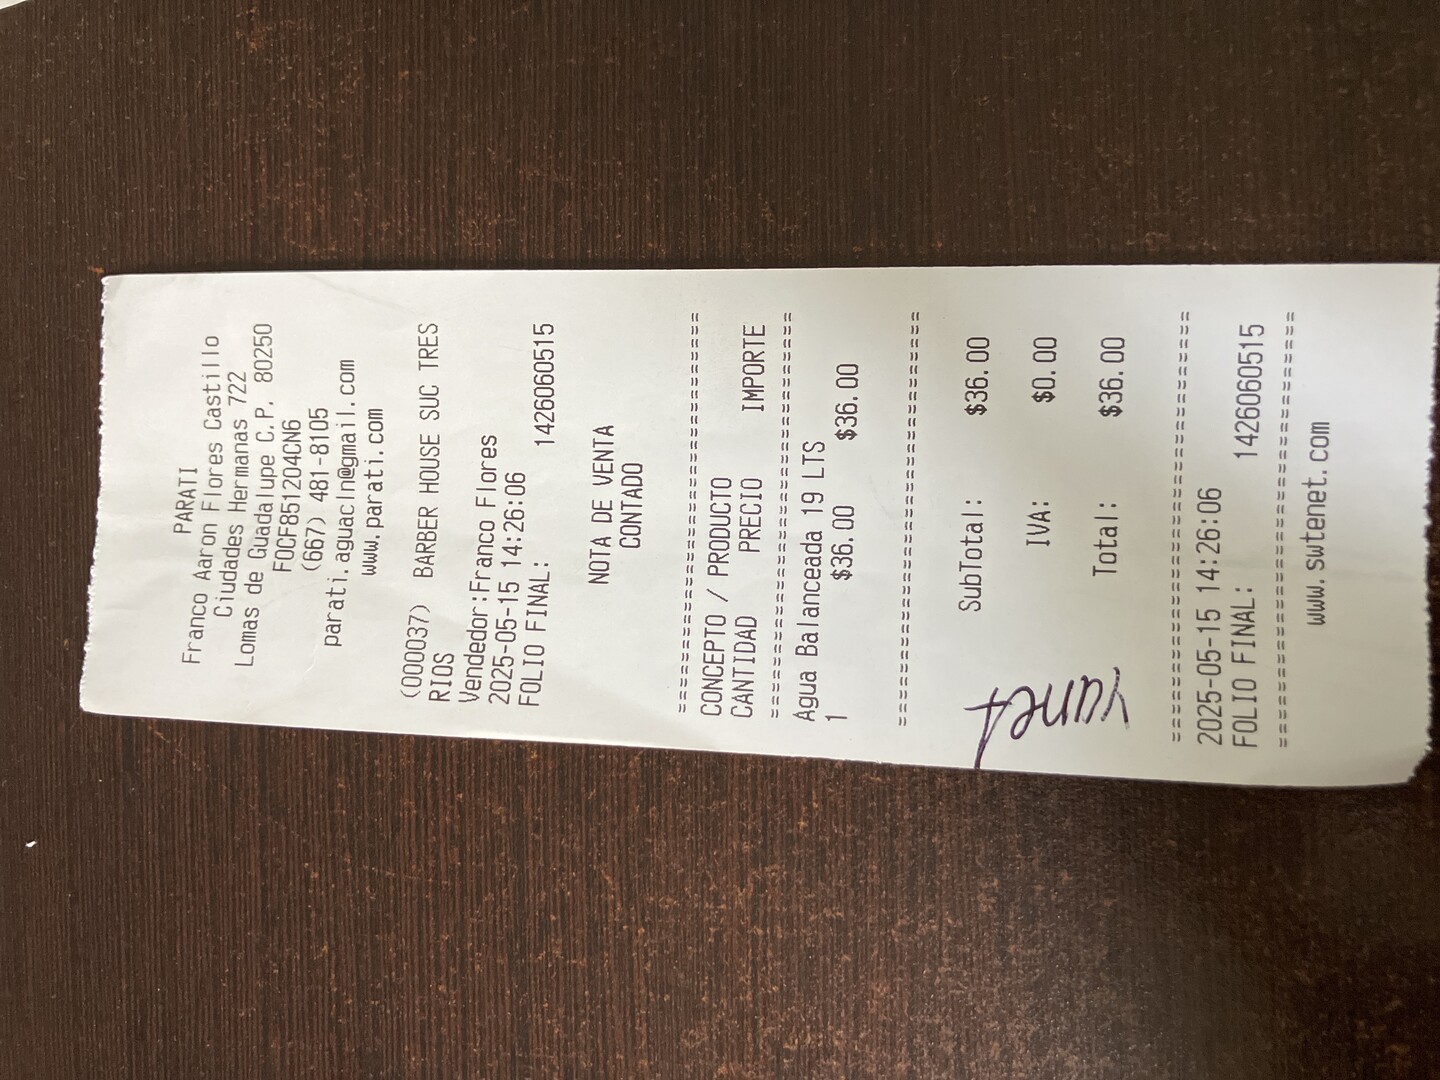 PARATI
Franco Aaron Flores Castillo
Ciudades Hermanas 722
Lomas de Guadalupe C.P. 80250
FOCF851204CN6
(667) 481-8105
parati.aguacln@gmail.com
www.parati.com
(000037) BARBER HOUSE SUC TRES
RIOS
Vendedor:Franco Flores
2025-05-15 14:26:06
FOLIO FINAL: 1426060515
NOTA DE VENTA
CONTADO
================================
CONCEPTO / PRODUCTO
CANTIDAD PRECIO IMPORTE
================================
Agua Balanceada 19 LTS
1 $36.00 $36.00
================================
SubTotal: $36.00
IVA: $0.00
Total: $36.00
Yanet
================================
2025-05-15 14:26:06
FOLIO FINAL: 1426060515
================================
www.swtenet.com